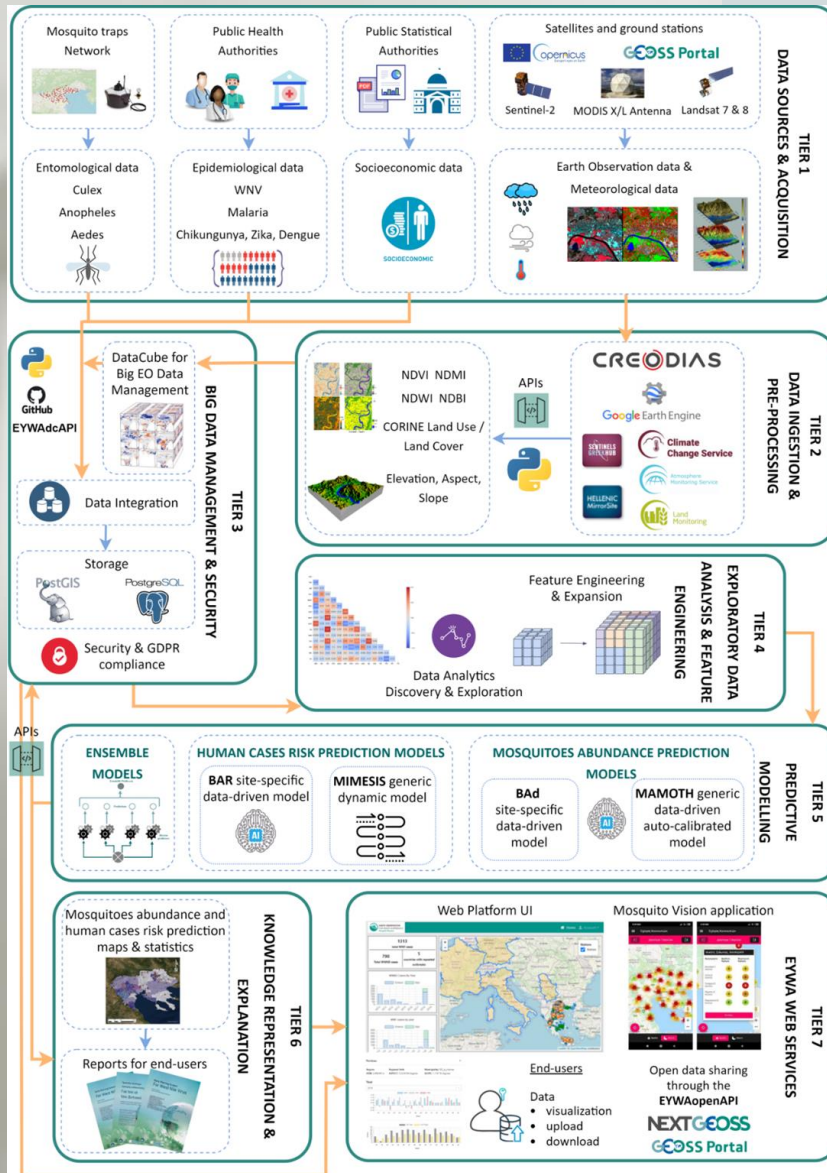 Mosquito traps
Network
Public Health
Authorities
Public Statistical
Authorities
Satellites and ground stations
Copernicus
GEOSS Portal
Sentinel-2
MODIS X/L Antenna
Landsat 7 & 8
Entomological data
Culex
Anopheles
Aedes
Epidemiological data
WNV
Malaria
Chikungunya, Zika, Dengue
Socioeconomic data
SOCIOECONOMIC
Earth Observation data &
Meteorological data
TIER 1
DATA SOURCES & ACQUISITION
GitHub
EYWAdcAPI
DataCube for
Big EO Data
Management
Data Integration
Storage
PostGIS
PostgreSQL
Security & GDPR
compliance
TIER 3
BIG DATA MANAGEMENT & SECURITY
NDVI NDMI
NDWI NDBI
CORINE Land Use /
Land Cover
Elevation, Aspect,
Slope
APIs
CREODIAS
Google Earth Engine
SENTINELS
GREEKHUB
Climate
Change Service
Atmosphere
Monitoring Service
HELLENIC
MirrorSite
Land
Monitoring
TIER 2
DATA INGESTION &
PRE-PROCESSING
Data Analytics
Discovery & Exploration
Feature Engineering
& Expansion
TIER 4
EXPLORATORY DATA
ANALYSIS & FEATURE
ENGINEERING
APIs
ENSEMBLE
MODELS
HUMAN CASES RISK PREDICTION MODELS
BAR site-specific
data-driven model
AI
MIMESIS generic
dynamic model
MOSQUITOES ABUNDANCE PREDICTION
MODELS
BAd
site-specific
data-driven
model
AI
MAMOTH generic
data-driven
auto-calibrated
model
TIER 5
PREDICTIVE
MODELLING
Mosquitoes abundance and
human cases risk prediction
maps & statistics
Reports for end-users
TIER 6
KNOWLEDGE REPRESENTATION &
EXPLANATION
Web Platform UI
Mosquito Vision application
End-users
Data
• visualization
• upload
• download
Open data sharing
through the
EYWAopenAPI
NEXTGEOSS
GEOSS Portal
TIER 7
EYWA WEB SERVICES